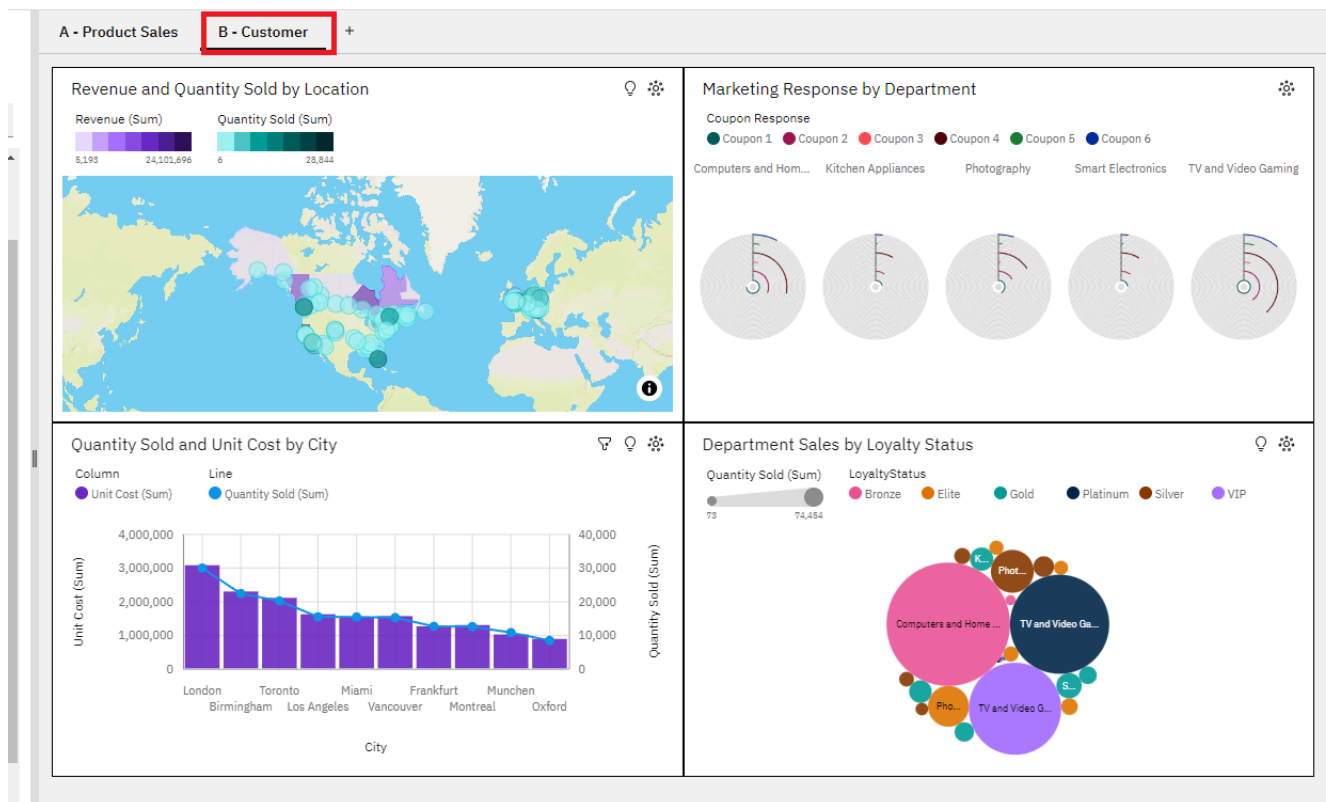 A - Product Sales B - Customer +
Revenue and Quantity Sold by Location
Revenue (Sum) Quantity Sold (Sum)
5,193 24,101,696 6 28,844
Marketing Response by Department
Coupon Response
Coupon 1 Coupon 2 Coupon 3 Coupon 4 Coupon 5 Coupon 6
Computers and Hom... Kitchen Appliances Photography Smart Electronics TV and Video Gaming
Quantity Sold and Unit Cost by City
Column Line
Unit Cost (Sum) Quantity Sold (Sum)
Unit Cost (Sum)
4,000,000
3,000,000
2,000,000
1,000,000
0
40,000
30,000
20,000
10,000
0
Quantity Sold (Sum)
London Toronto Miami Frankfurt Munchen
Birmingham Los Angeles Vancouver Montreal Oxford
City
Department Sales by Loyalty Status
Quantity Sold (Sum) LoyaltyStatus
Bronze Elite Gold Platinum Silver VIP
73 74,454
K...
Phot...
Computers and Home ... TV and Video Ga...
S...
Pho... TV and Video G...